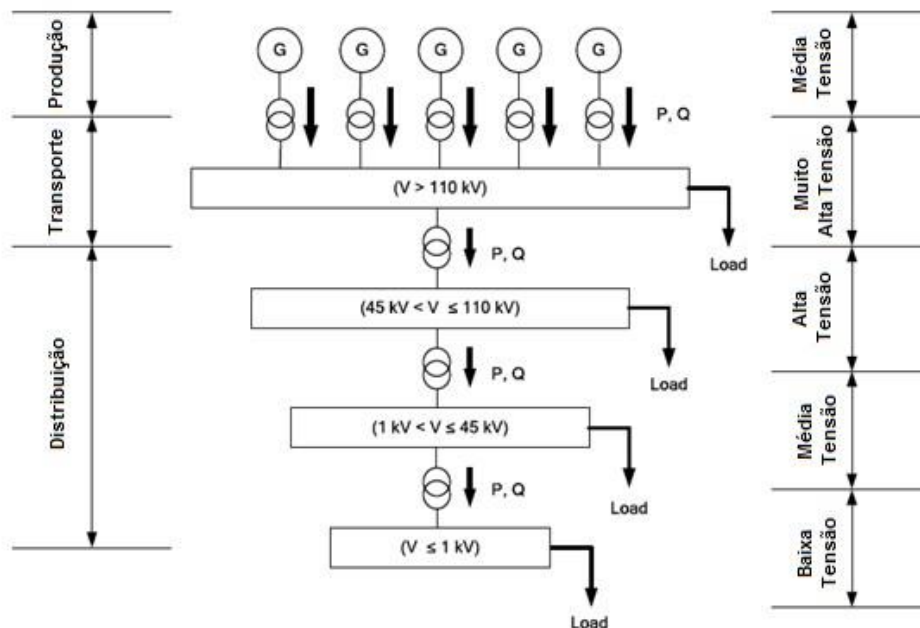 Produção
Transporte
Distribuição
G G G G G
P, Q
(V > 110 kV)
Load
P, Q
(45 kV < V ≤ 110 kV)
Load
P, Q
(1 kV < V ≤ 45 kV)
Load
P, Q
(V ≤ 1 kV)
Load
Média
Tensão
Muito
Alta Tensão
Alta
Tensão
Média
Tensão
Baixa
Tensão